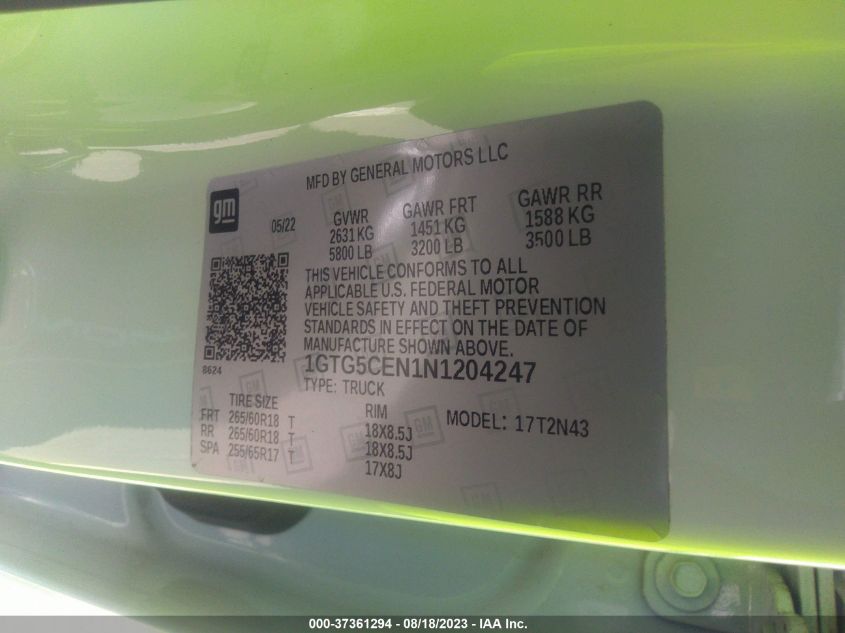 MFD BY GENERAL MOTORS LLC
gm
05/22 GVWR GAWR FRT GAWR RR
2631 KG 1451 KG 1588 KG
5800 LB 3200 LB 3500 LB
THIS VEHICLE CONFORMS TO ALL
APPLICABLE U.S. FEDERAL MOTOR
VEHICLE SAFETY AND THEFT PREVENTION
STANDARDS IN EFFECT ON THE DATE OF
MANUFACTURE SHOWN ABOVE.
8624
1GTG5CEN1N1204247
TYPE: TRUCK
TIRE SIZE RIM MODEL: 17T2N43
FRT 265/60R18 T 18X8.5J
RR 265/60R18 T 18X8.5J
SPA 255/65R17 T 17X8J
000-37361294 - 08/18/2023 - IAA Inc.